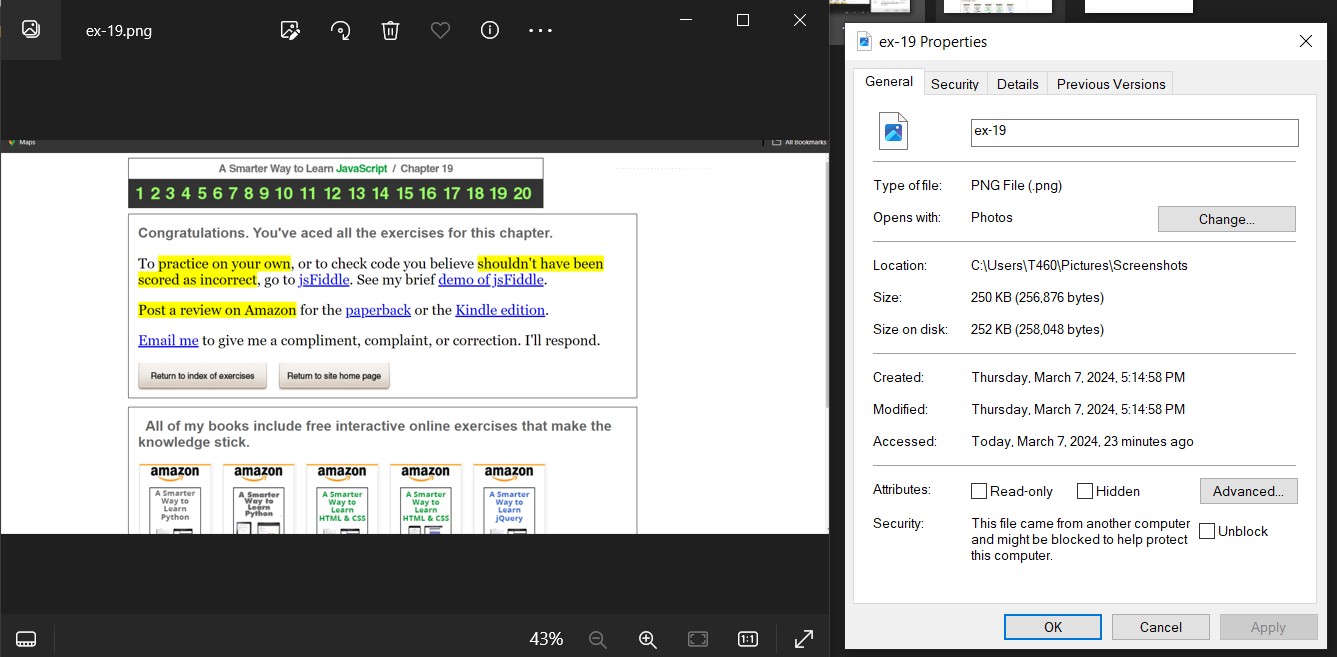 ex-19.png
Maps
All Bookmarks
A Smarter Way to Learn JavaScript / Chapter 19
1 2 3 4 5 6 7 8 9 10 11 12 13 14 15 16 17 18 19 20
Congratulations. You've aced all the exercises for this chapter.
To practice on your own, or to check code you believe shouldn't have been
scored as incorrect, go to jsFiddle. See my brief demo of jsFiddle.
Post a review on Amazon for the paperback or the Kindle edition.
Email me to give me a compliment, complaint, or correction. I'll respond.
Return to index of exercises
Return to site home page
All of my books include free interactive online exercises that make the
knowledge stick.
amazon
A Smarter
Way to
Learn
Python
amazon
A Smarter
Way to
Learn
Python
amazon
A Smarter
Way to
Learn
HTML & CSS
amazon
A Smarter
Way to
Learn
HTML & CSS
amazon
A Smarter
Way to
Learn
jQuery
43%
1:1
ex-19 Properties
General
Security
Details
Previous Versions
ex-19
Type of file: PNG File (.png)
Opens with: Photos
Change...
Location: C:\Users\T460\Pictures\Screenshots
Size: 250 KB (256,876 bytes)
Size on disk: 252 KB (258,048 bytes)
Created: Thursday, March 7, 2024, 5:14:58 PM
Modified: Thursday, March 7, 2024, 5:14:58 PM
Accessed: Today, March 7, 2024, 23 minutes ago
Attributes: Read-only Hidden
Advanced...
Security: This file came from another computer
and might be blocked to help protect
this computer.
Unblock
OK
Cancel
Apply